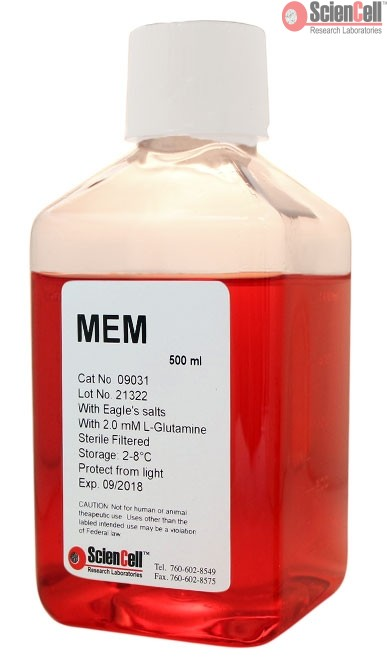 ScienCell™
Research Laboratories
MEM
500 ml
Cat No 09031
Lot No. 21322
With Eagle's salts
With 2.0 mM L-Glutamine
Sterile Filtered
Storage: 2-8°C
Protect from light
Exp. 09/2018
CAUTION: Not for human or animal
therapeutic use. Uses other than the
labled intended use may be a violation
of Federal law.
ScienCell™
Research Laboratories
Tel. 760-602-8549
Fax. 760-602-8575